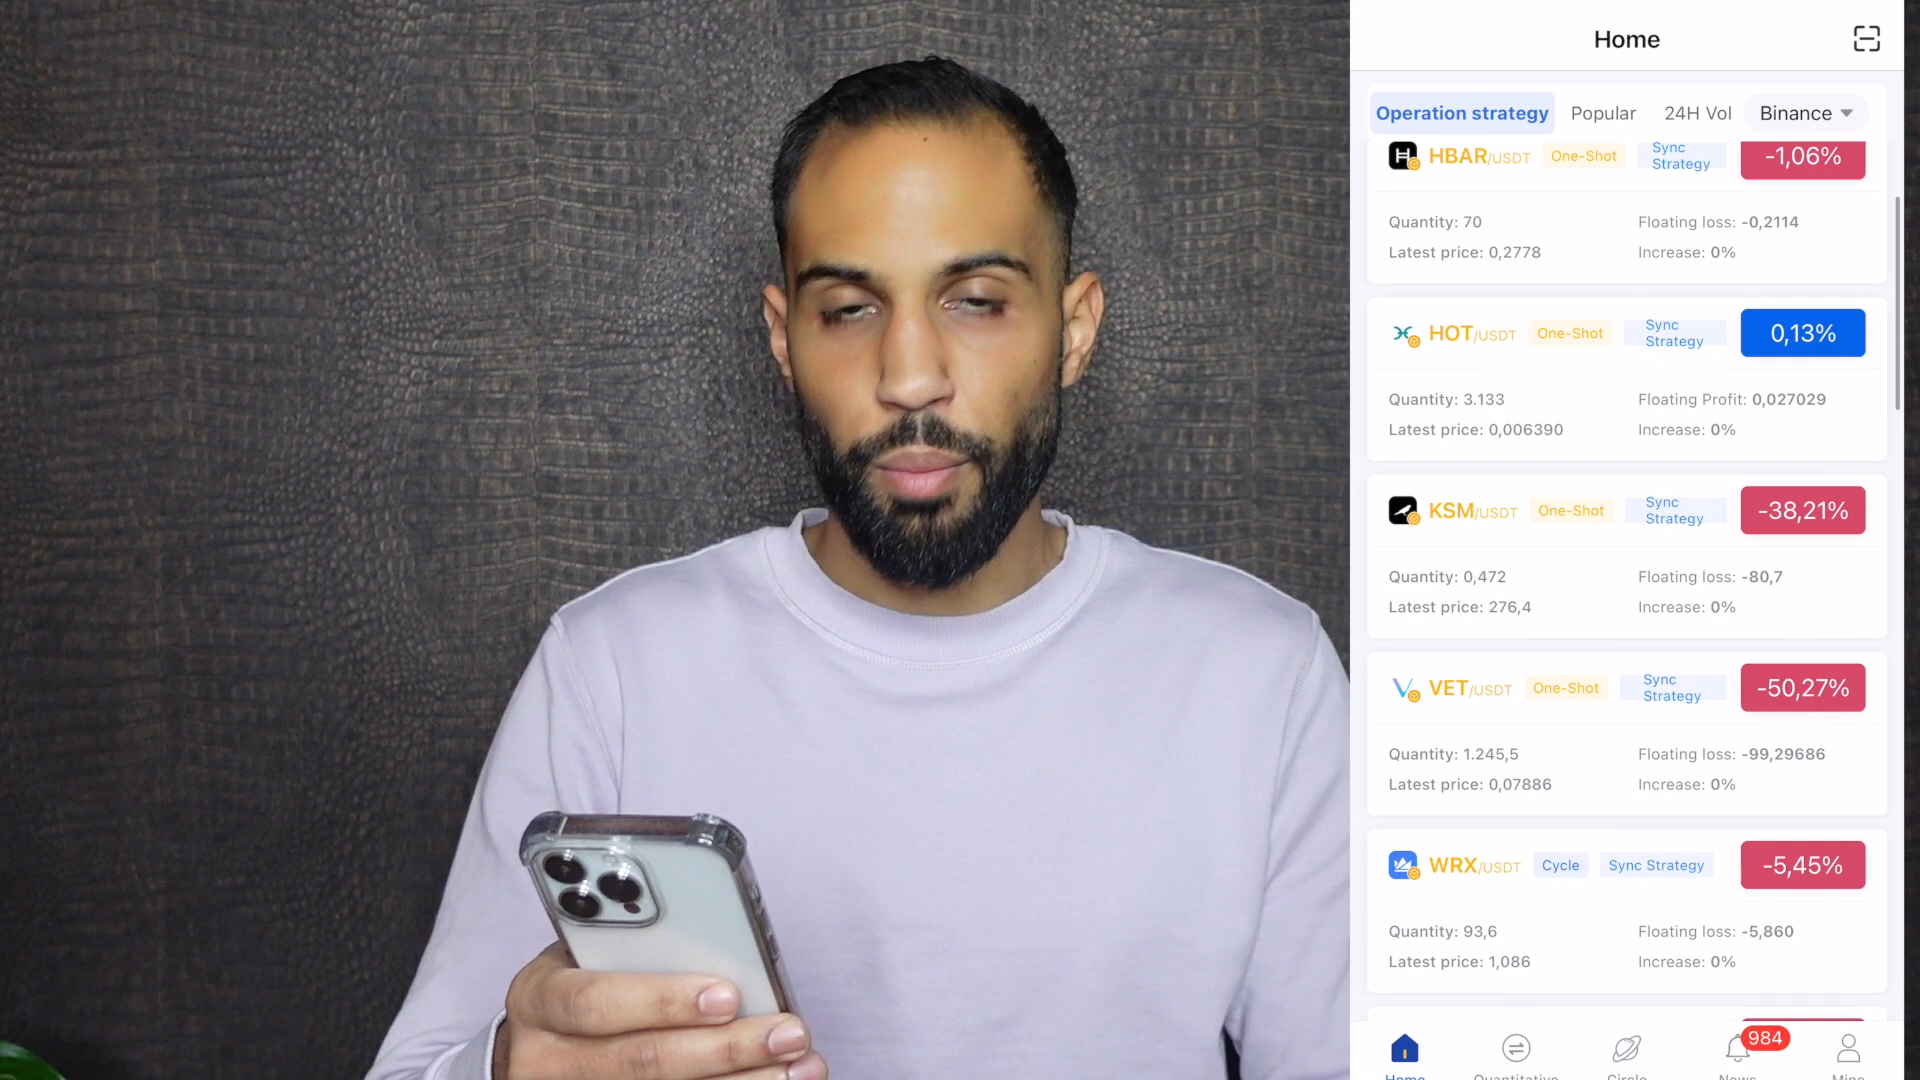 Home
Operation strategy Popular 24H Vol Binance
HBAR/USDT One-Shot Sync Strategy -1,06%
Quantity: 70 Floating loss: -0,2114
Latest price: 0,2778 Increase: 0%
HOT/USDT One-Shot Sync Strategy 0,13%
Quantity: 3.133 Floating Profit: 0,027029
Latest price: 0,006390 Increase: 0%
KSM/USDT One-Shot Sync Strategy -38,21%
Quantity: 0,472 Floating loss: -80,7
Latest price: 276,4 Increase: 0%
VET/USDT One-Shot Sync Strategy -50,27%
Quantity: 1.245,5 Floating loss: -99,29686
Latest price: 0,07886 Increase: 0%
WRX/USDT Cycle Sync Strategy -5,45%
Quantity: 93,6 Floating loss: -5,860
Latest price: 1,086 Increase: 0%
984
Home Quantitative Circle News Mine